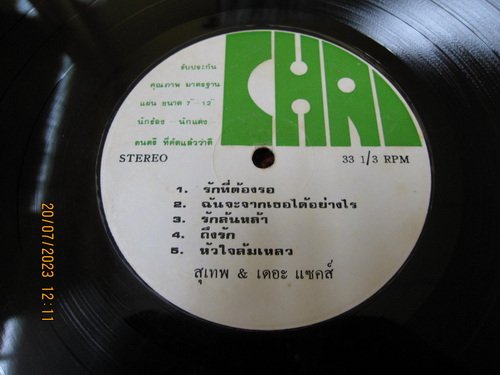 CHAI
รับประกัน
คุณภาพ มาตรฐาน
แผ่น ขนาด 7" - 12"
นักร้อง - นักแต่ง
ดนตรี ที่คัดแล้วว่าดี
STEREO
33 1/3 RPM
1. รักที่ต้องรอ
2. ฉันจะจากเธอได้อย่างไร
3. รักล้นหล้า
4. ถึงรัก
5. หัวใจล้มเหลว
สุเทพ & เดอะ แซคส์
20/07/2023 12:11